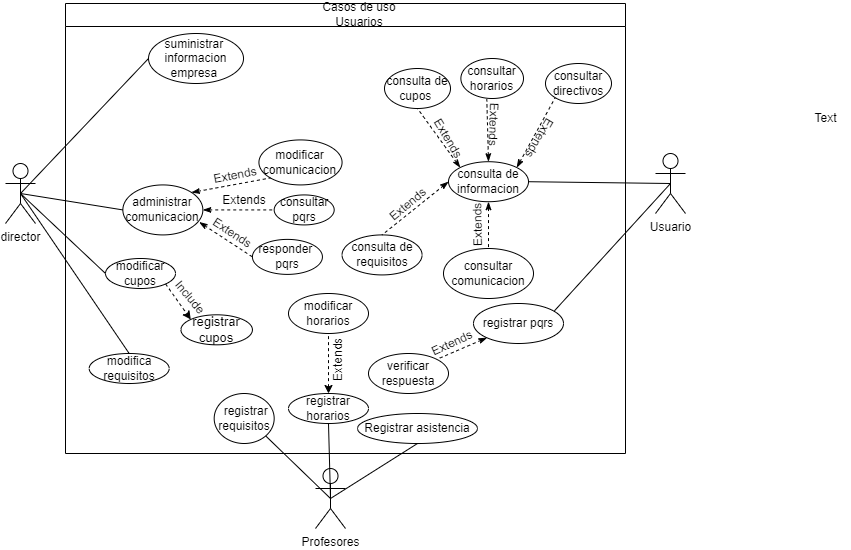 Casos de uso
Usuarios
suministrar
informacion
empresa
consulta de
cupos
consultar
horarios
consultar
directivos
Text
Extends
Extends
Extends
modificar
comunicacion
Extends
administrar
comunicacion
Extends
consultar
pqrs
Extends
responder
pqrs
consulta de
informacion
Extends
Extends
consulta de
requisitos
consultar
comunicacion
director
Usuario
modificar
cupos
Include
registrar
cupos
modificar
horarios
registrar pqrs
Extends
Extends
modifica
requisitos
verificar
respuesta
registrar
requisitos
registrar
horarios
Registrar asistencia
Profesores